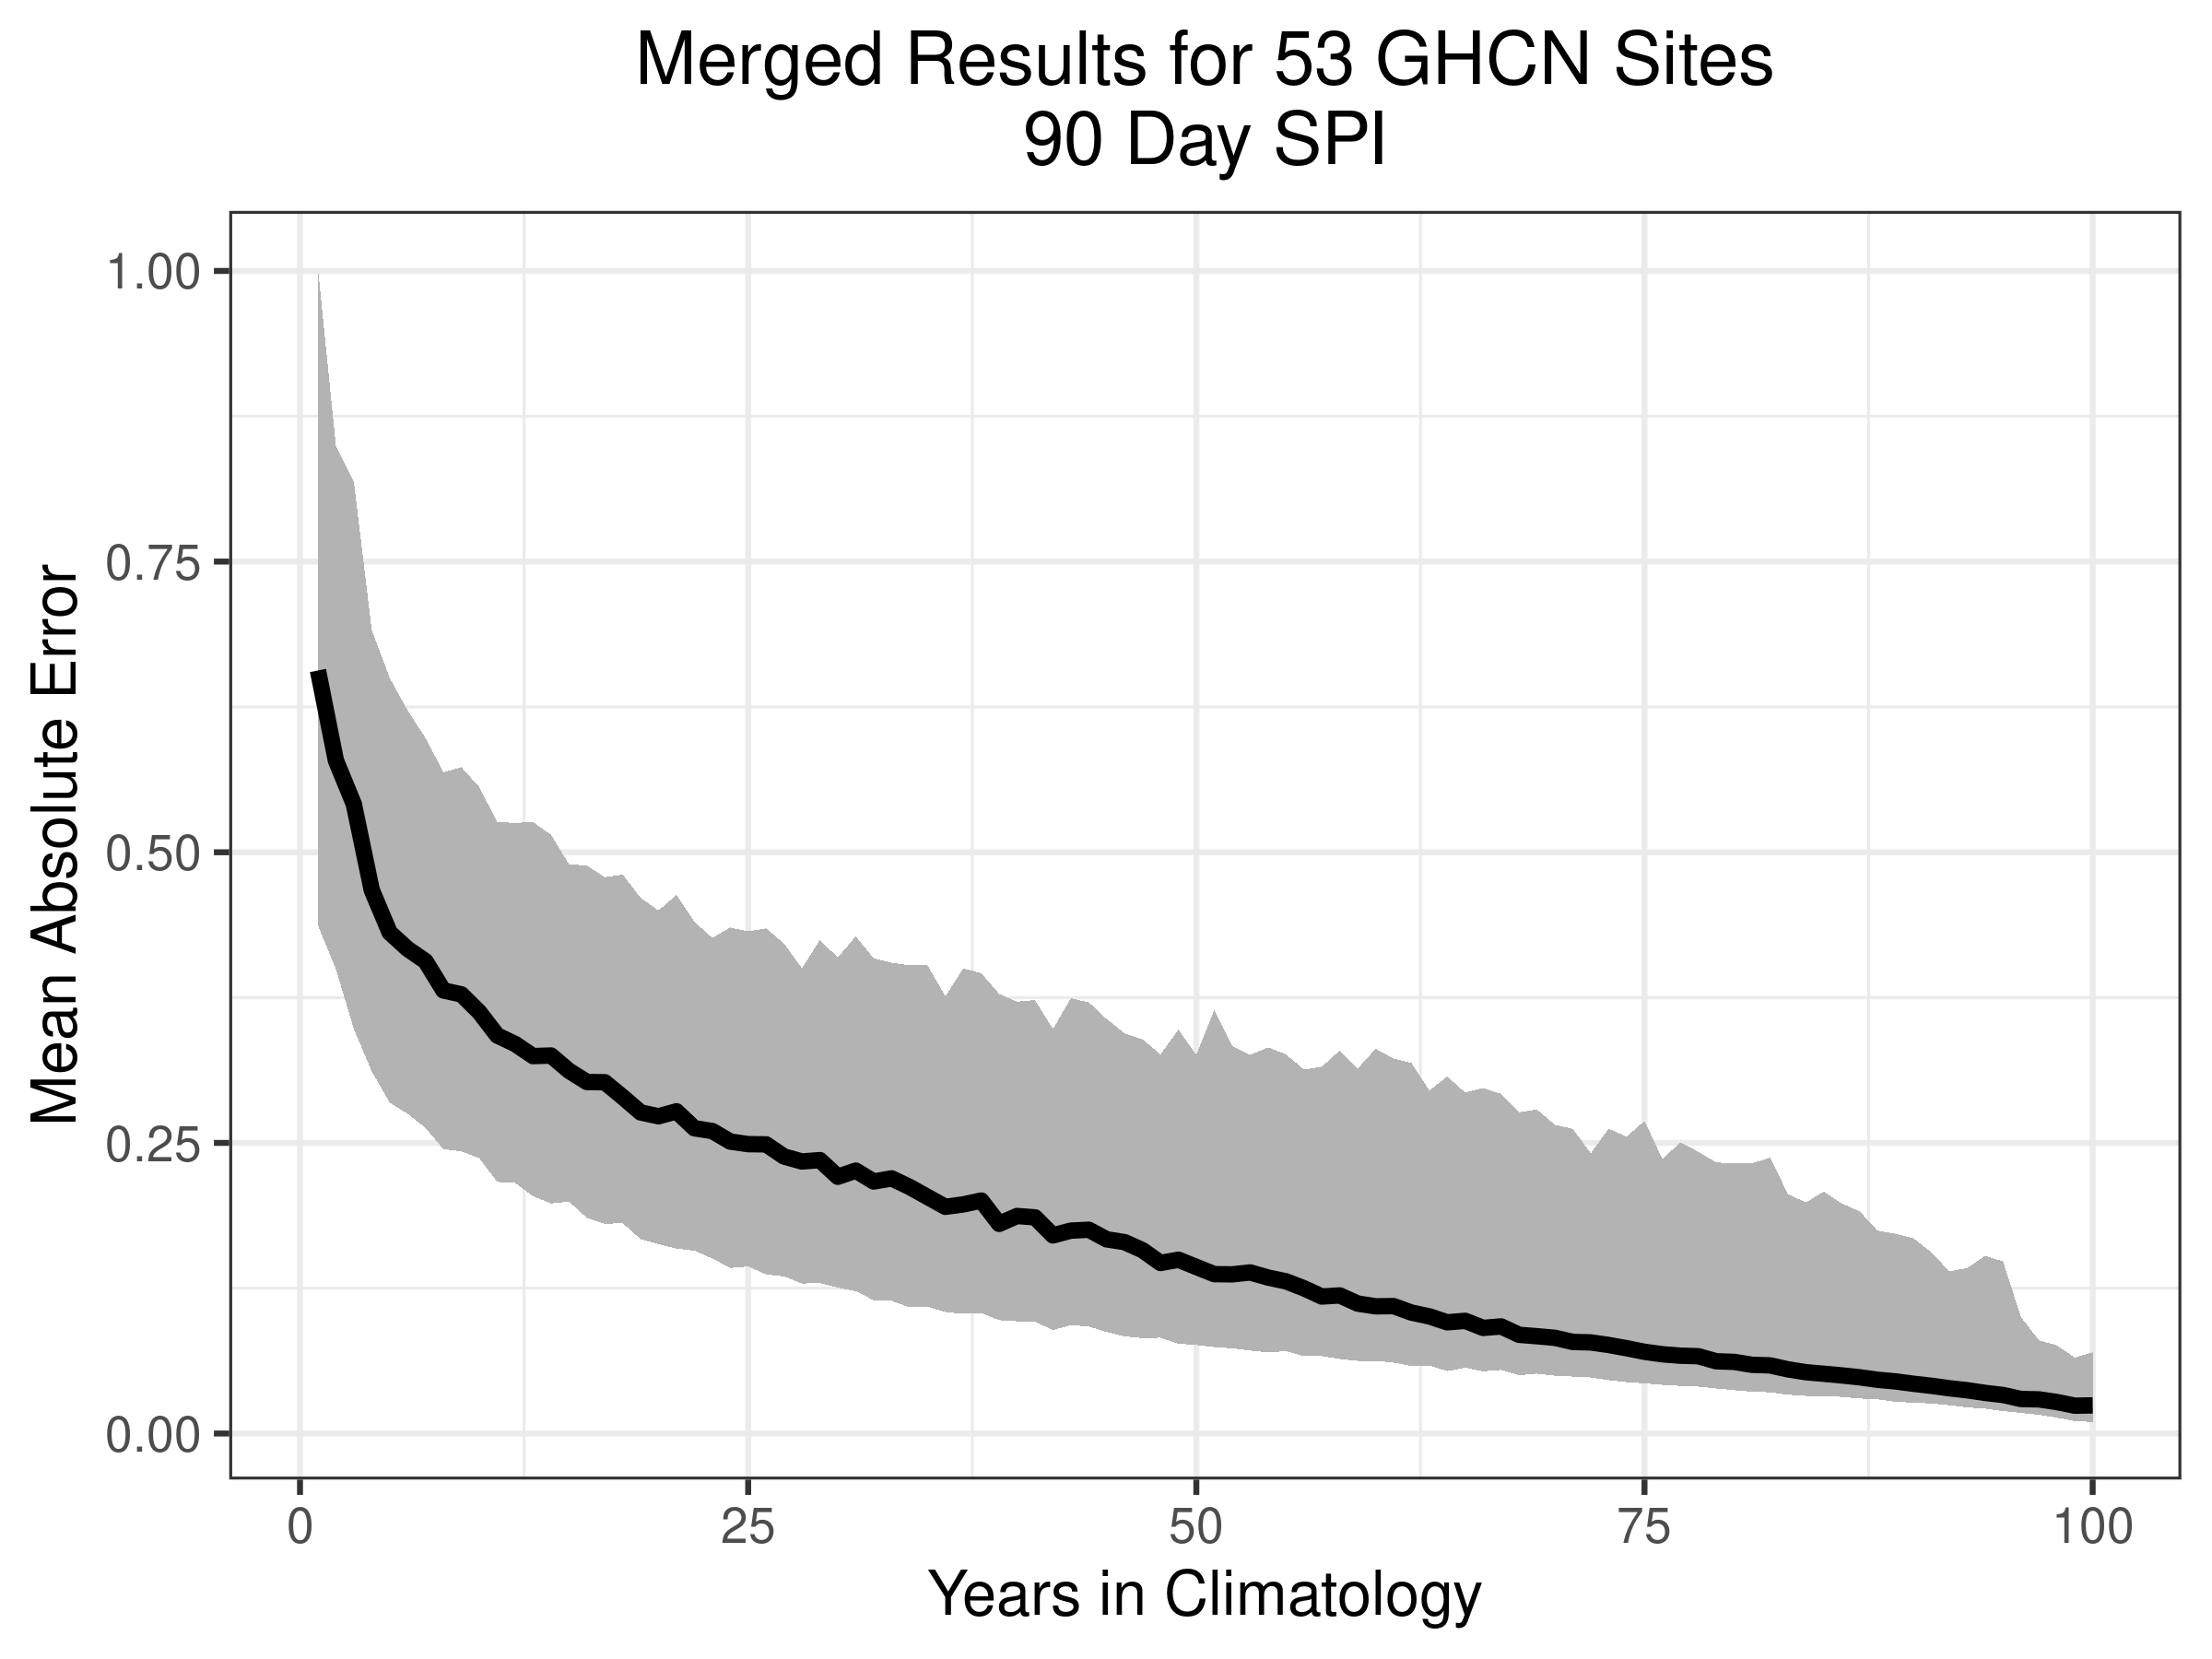 Merged Results for 53 GHCN Sites
90 Day SPI
Mean Absolute Error
1.00
0.75
0.50
0.25
0.00
0 25 50 75 100
Years in Climatology